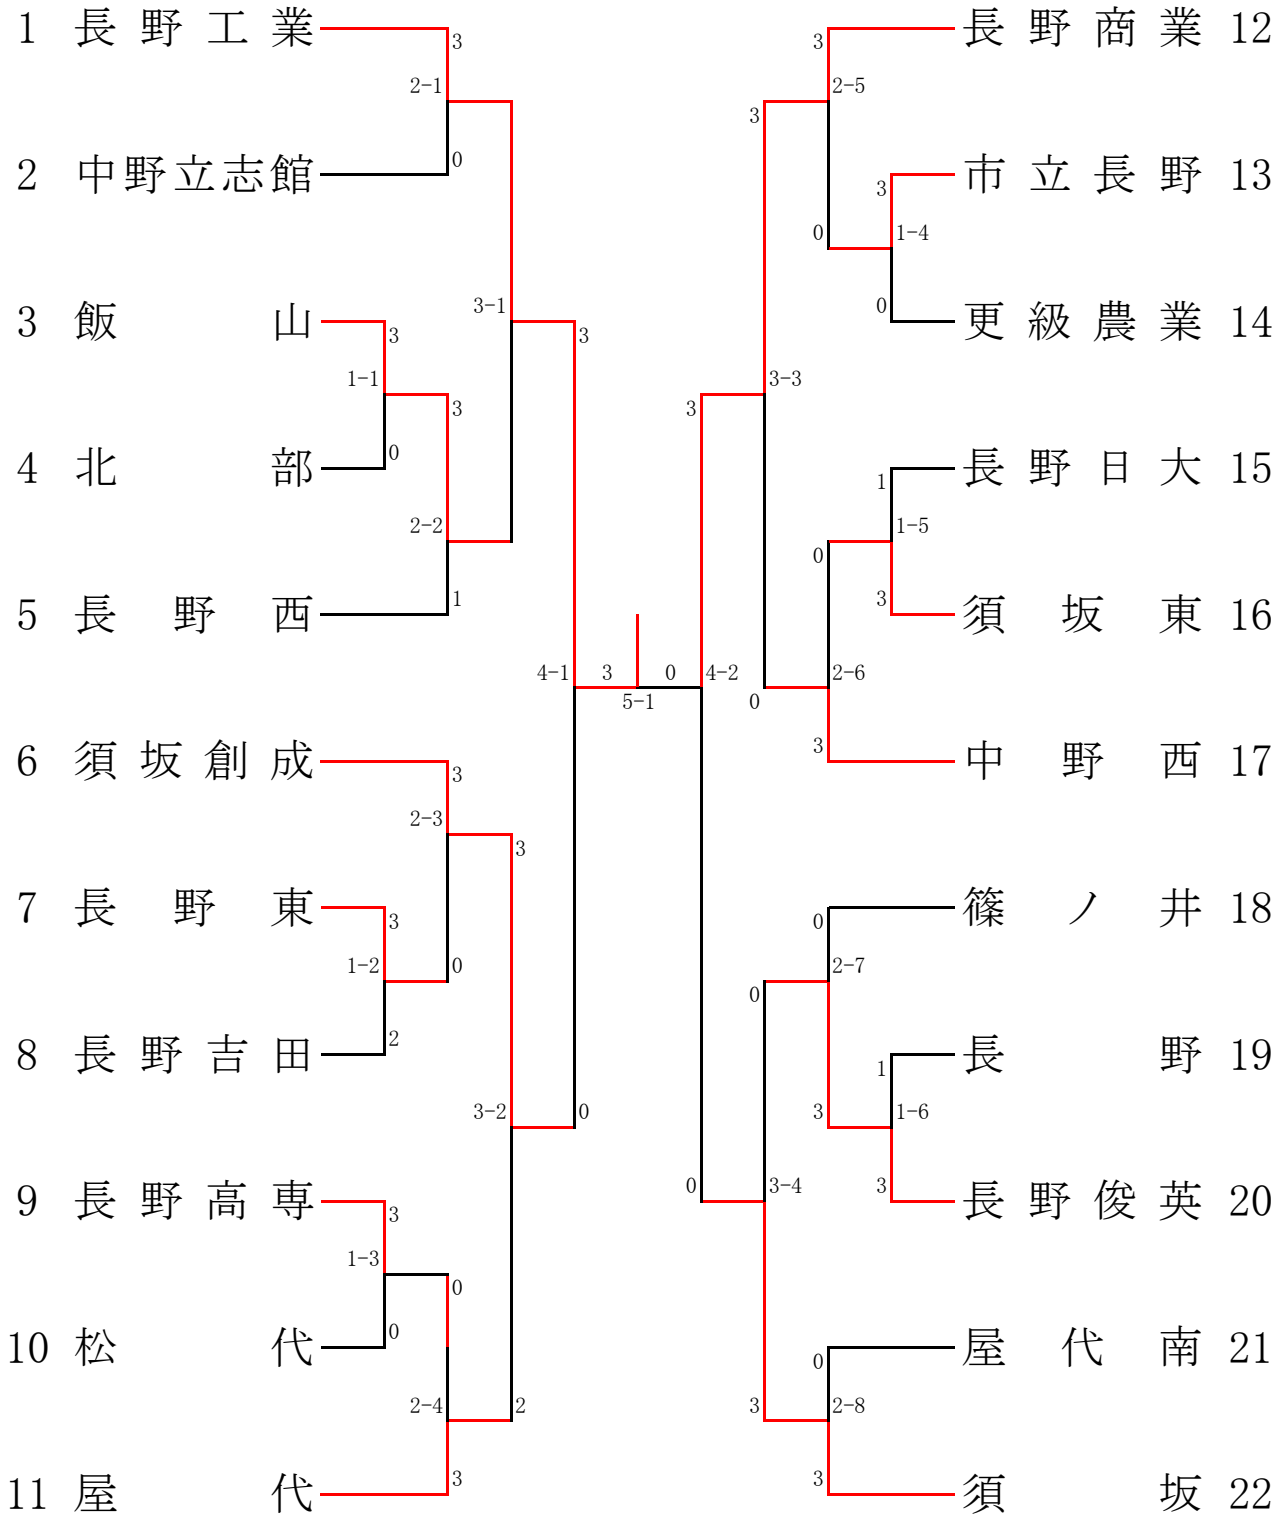 1 長野工業
2 中野立志館
3 飯山
4 北部
5 長野西
6 須坂創成
7 長野東
8 長野吉田
9 長野高専
10 松代
11 屋代
3
2-1
0
3
1-1
0
3
2-2
1
3-1
3
4-1
3
2-3
3
1-2
2
0
3
3-2
0
3
1-3
0
0
2-4
3
2
3
5-1
0
4-2
3
0
3
3-3
0
3
2-5
0
3
1-4
0
1
1-5
3
0
2-6
3
0
2-7
3
1
1-6
3
0
3-4
3
0
2-8
3
長野商業 12
市立長野 13
更級農業 14
長野日大 15
須坂東 16
中野西 17
篠ノ井 18
長野 19
長野俊英 20
屋代南 21
須坂 22